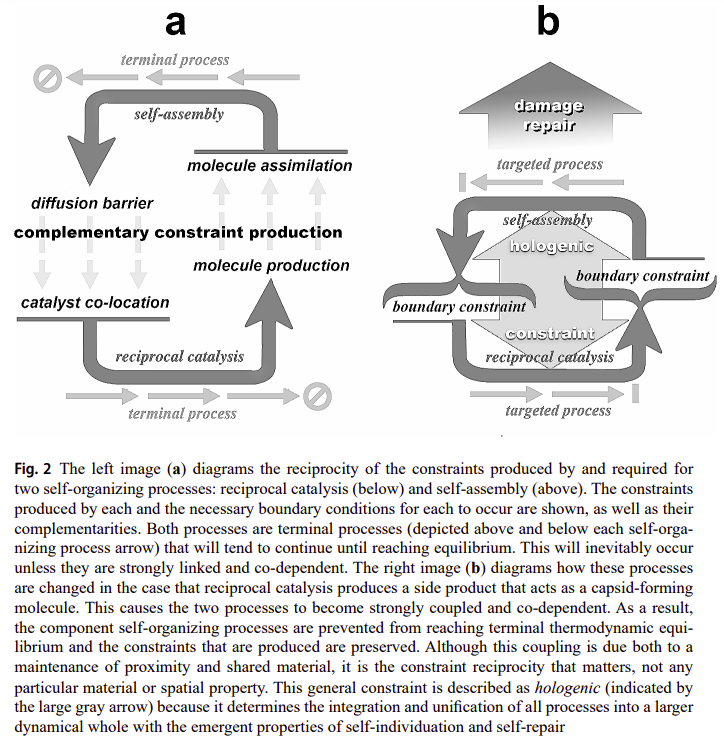 a
b
terminal process
self-assembly
molecule assimilation
diffusion barrier
complementary constraint production
molecule production
catalyst co-location
reciprocal catalysis
terminal process
damage
repair
targeted process
self-assembly
hologenic
boundary constraint
boundary constraint
constraint
reciprocal catalysis
targeted process
Fig. 2 The left image (a) diagrams the reciprocity of the constraints produced by and required for
two self-organizing processes: reciprocal catalysis (below) and self-assembly (above). The constraints
produced by each and the necessary boundary conditions for each to occur are shown, as well as their
complementarities. Both processes are terminal processes (depicted above and below each self-orga-
nizing process arrow) that will tend to continue until reaching equilibrium. This will inevitably occur
unless they are strongly linked and co-dependent. The right image (b) diagrams how these processes
are changed in the case that reciprocal catalysis produces a side product that acts as a capsid-forming
molecule. This causes the two processes to become strongly coupled and co-dependent. As a result,
the component self-organizing processes are prevented from reaching terminal thermodynamic equi-
librium and the constraints that are produced are preserved. Although this coupling is due both to a
maintenance of proximity and shared material, it is the constraint reciprocity that matters, not any
particular material or spatial property. This general constraint is described as hologenic (indicated by
the large gray arrow) because it determines the integration and unification of all processes into a larger
dynamical whole with the emergent properties of self-individuation and self-repair